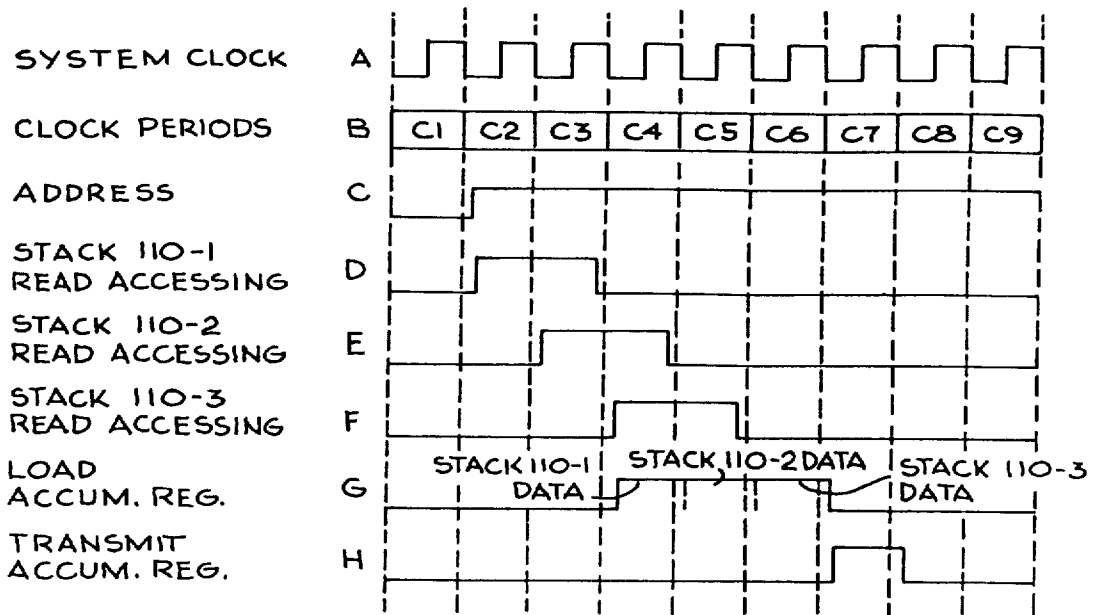 SYSTEM CLOCK A
CLOCK PERIODS B C1 C2 C3 C4 C5 C6 C7 C8 C9
ADDRESS C
STACK 110-1
READ ACCESSING D
STACK 110-2
READ ACCESSING E
STACK 110-3
READ ACCESSING F
LOAD
ACCUM. REG. G
STACK 110-1
DATA
STACK 110-2 DATA
STACK 110-3
DATA
TRANSMIT
ACCUM. REG. H